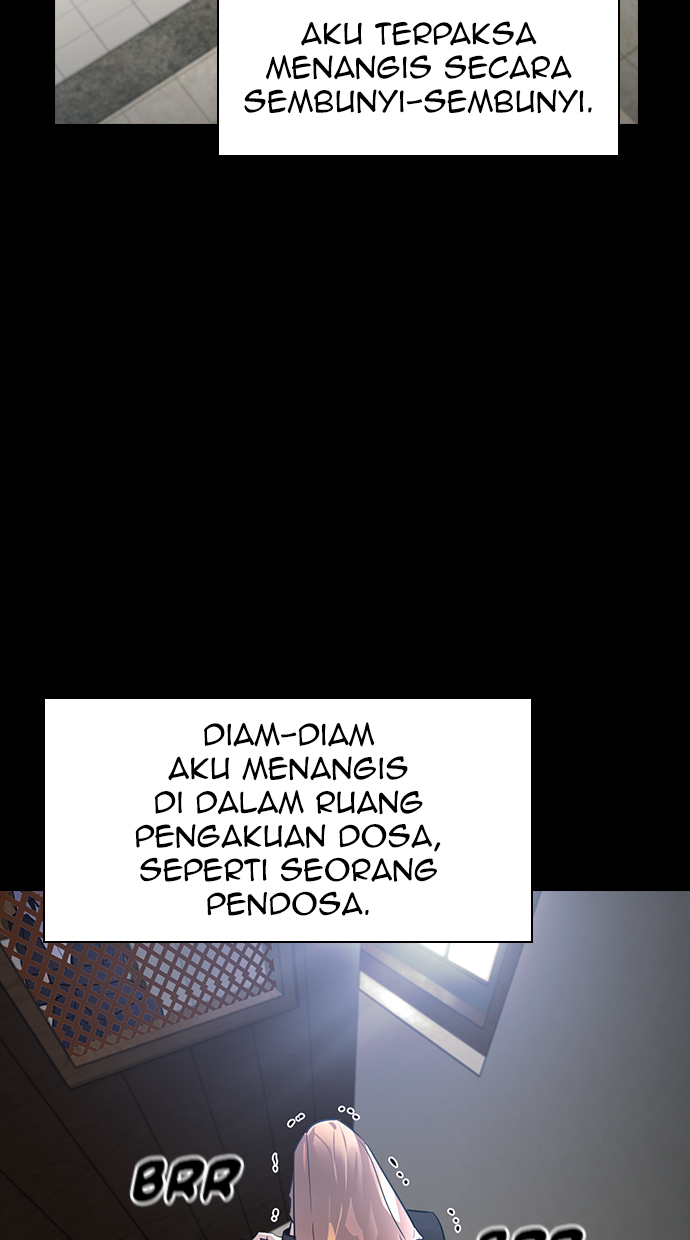 AKU TERPAKSA
MENANGIS SECARA
SEMBUNYI-SEMBUNYI.
DIAM-DIAM
AKU MENANGIS
DI DALAM RUANG
PENGAKUAN DOSA,
SEPERTI SEORANG
PENDOSA.
BRR
BRR